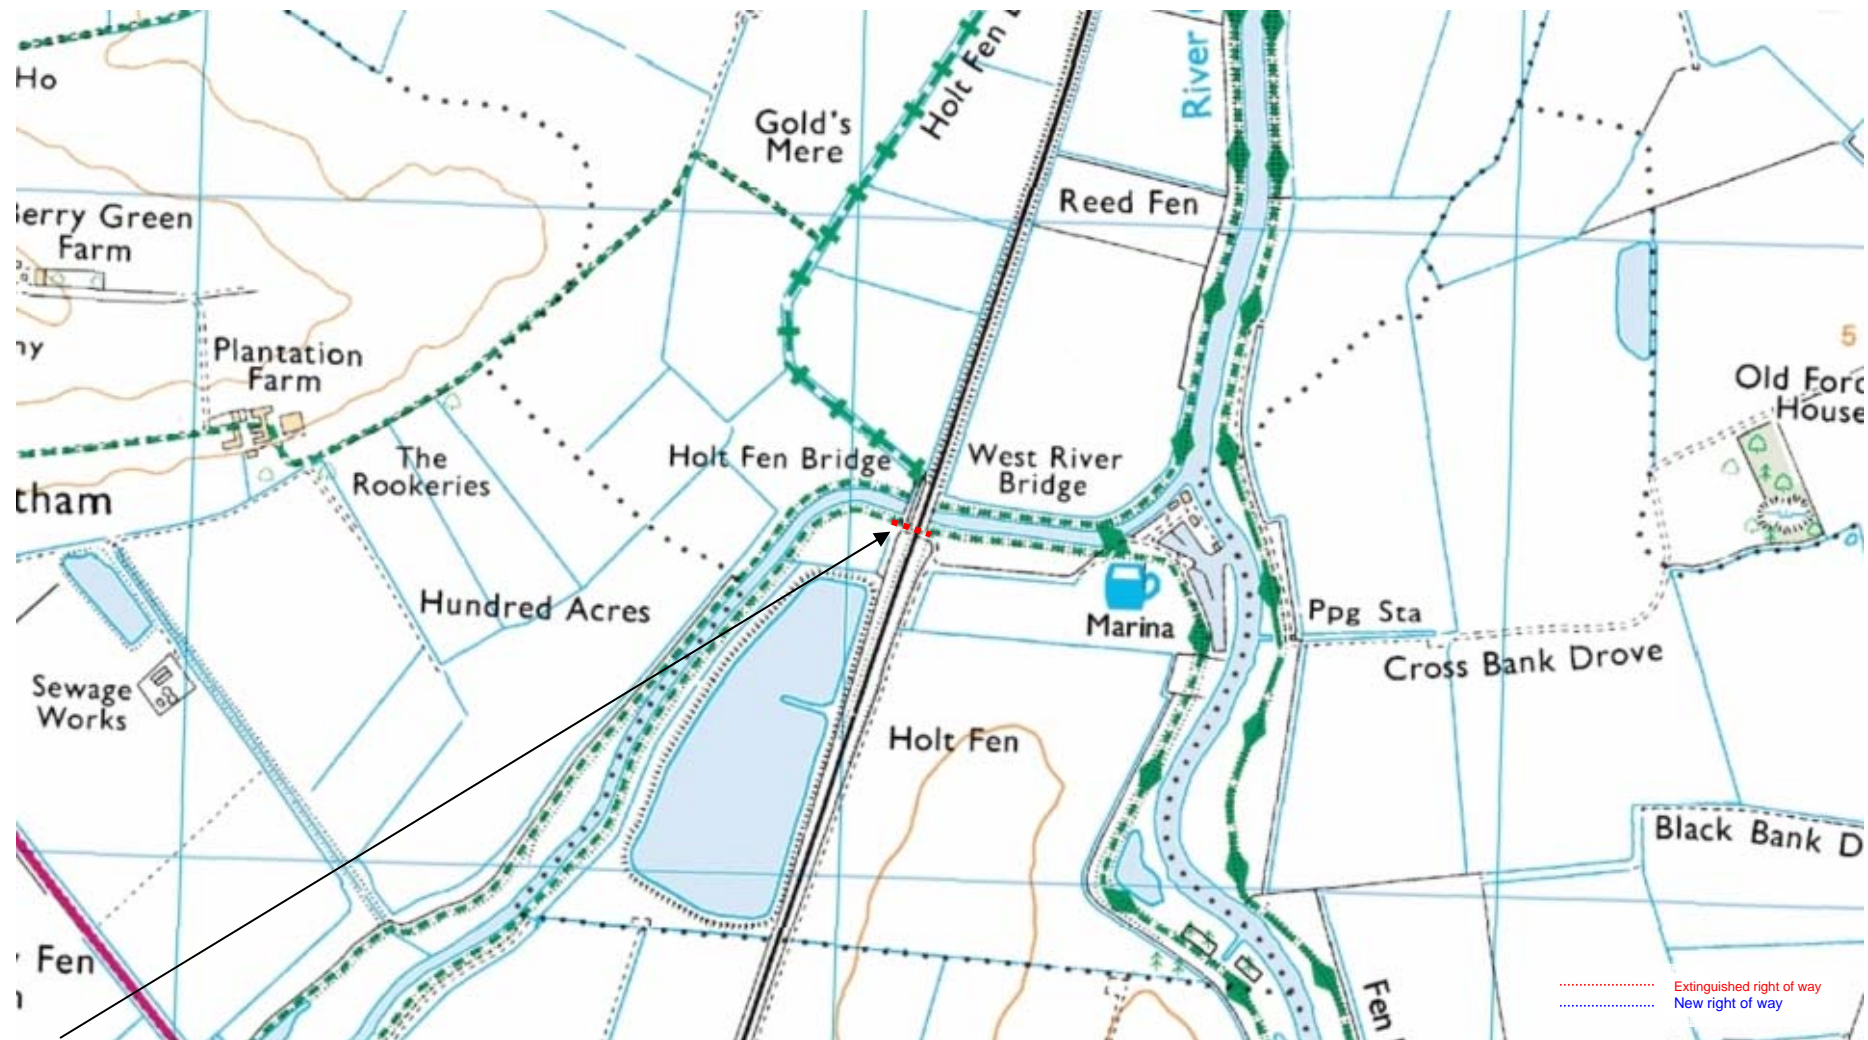 Ho
Holt Fen
River
Gold's
Mere
Reed Fen
Berry Green
Farm
ny
Plantation
Farm
5
Old Ford
House
The
Rookeries
Holt Fen Bridge
West River
Bridge
tham
Hundred Acres
Marina
Ppg Sta
Cross Bank Drove
Sewage
Works
Holt Fen
Black Bank D
Fen
Fen
Extinguished right of way
New right of way